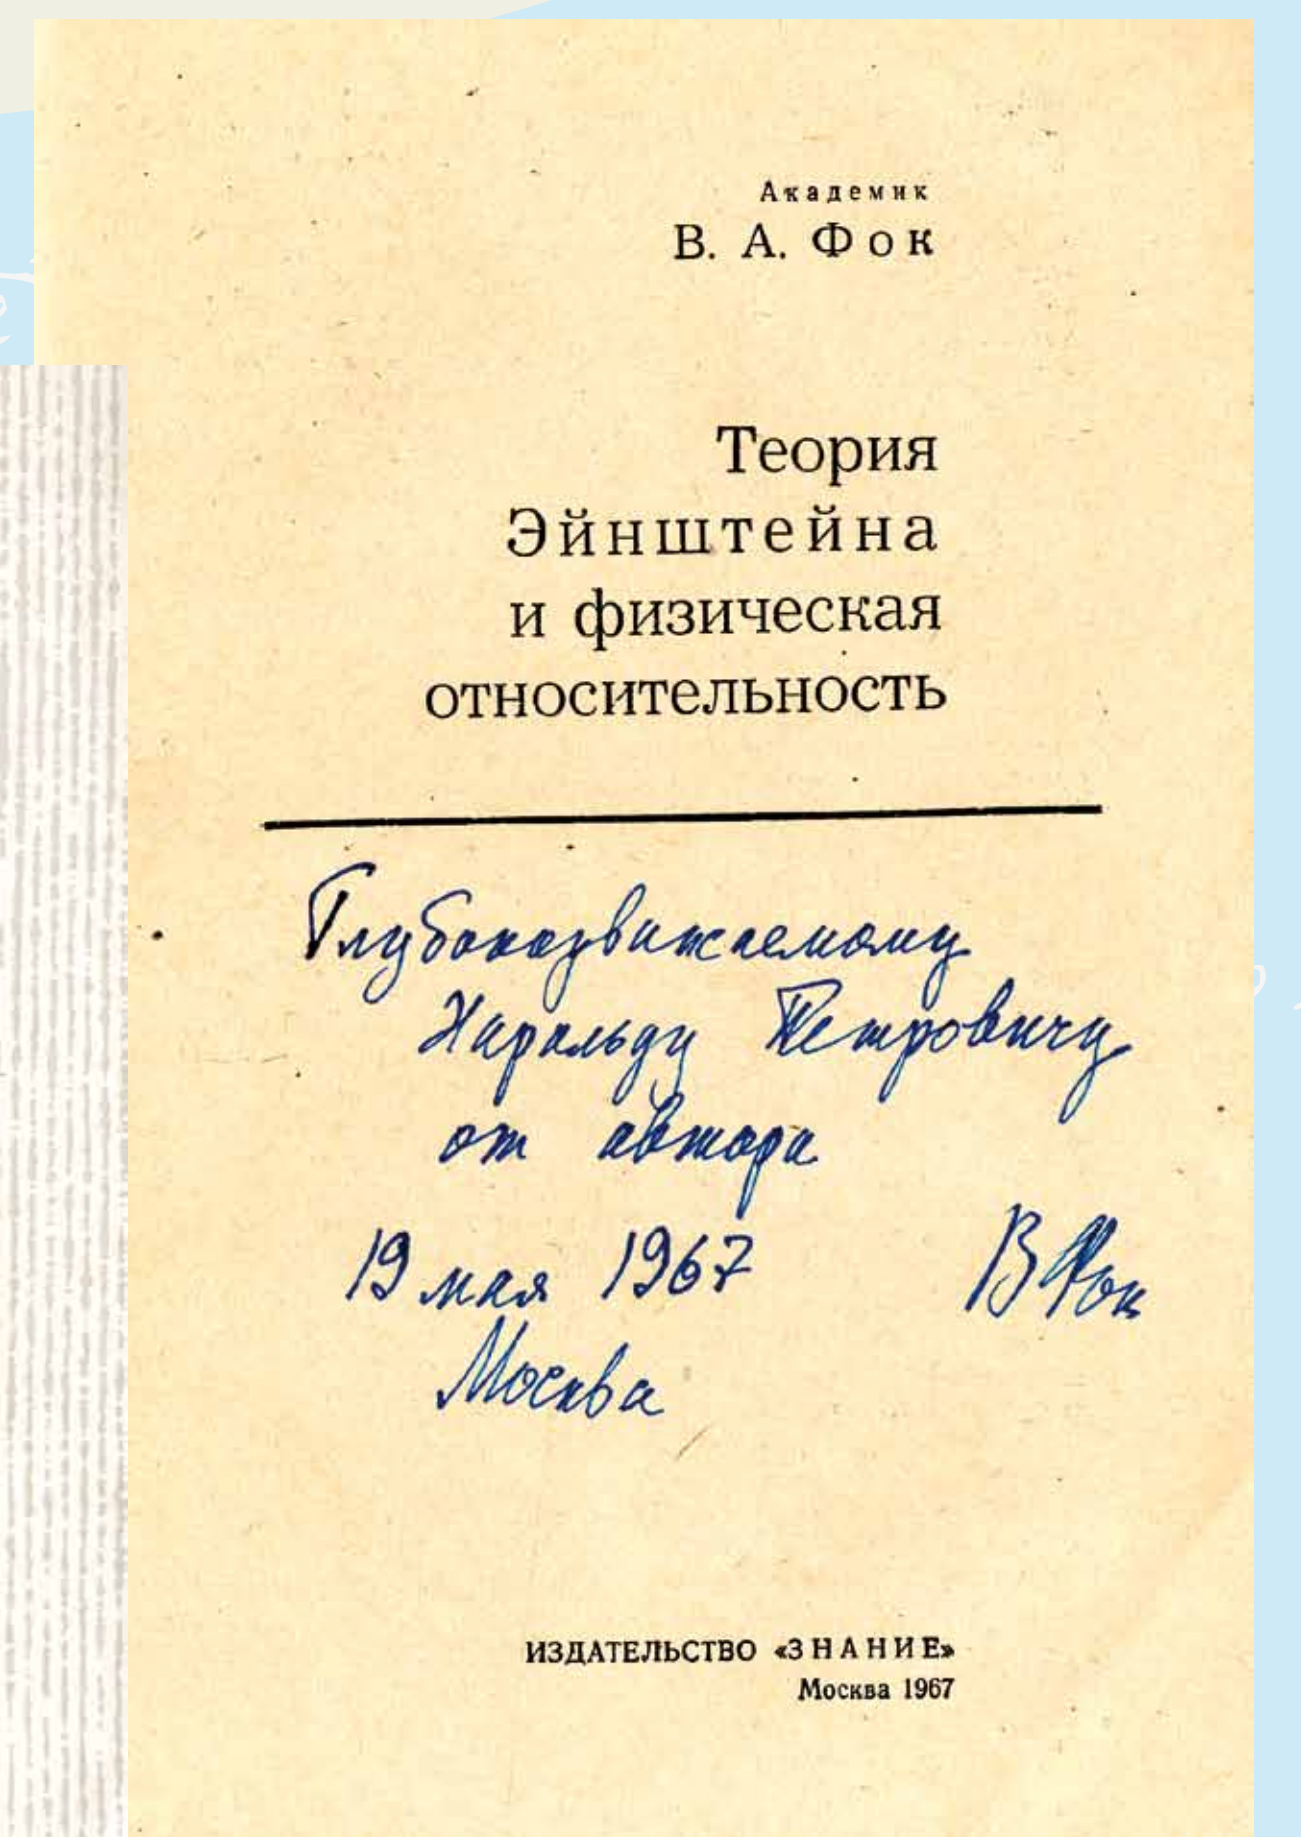 Академик
В. А. Фок
Теория
Эйнштейна
и физическая
относительность
Глубокоуважаемому
Харальду Петровичу
от автора
19 мая 1967
В Фок
Москва
ИЗДАТЕЛЬСТВО «ЗНАНИЕ»
Москва 1967